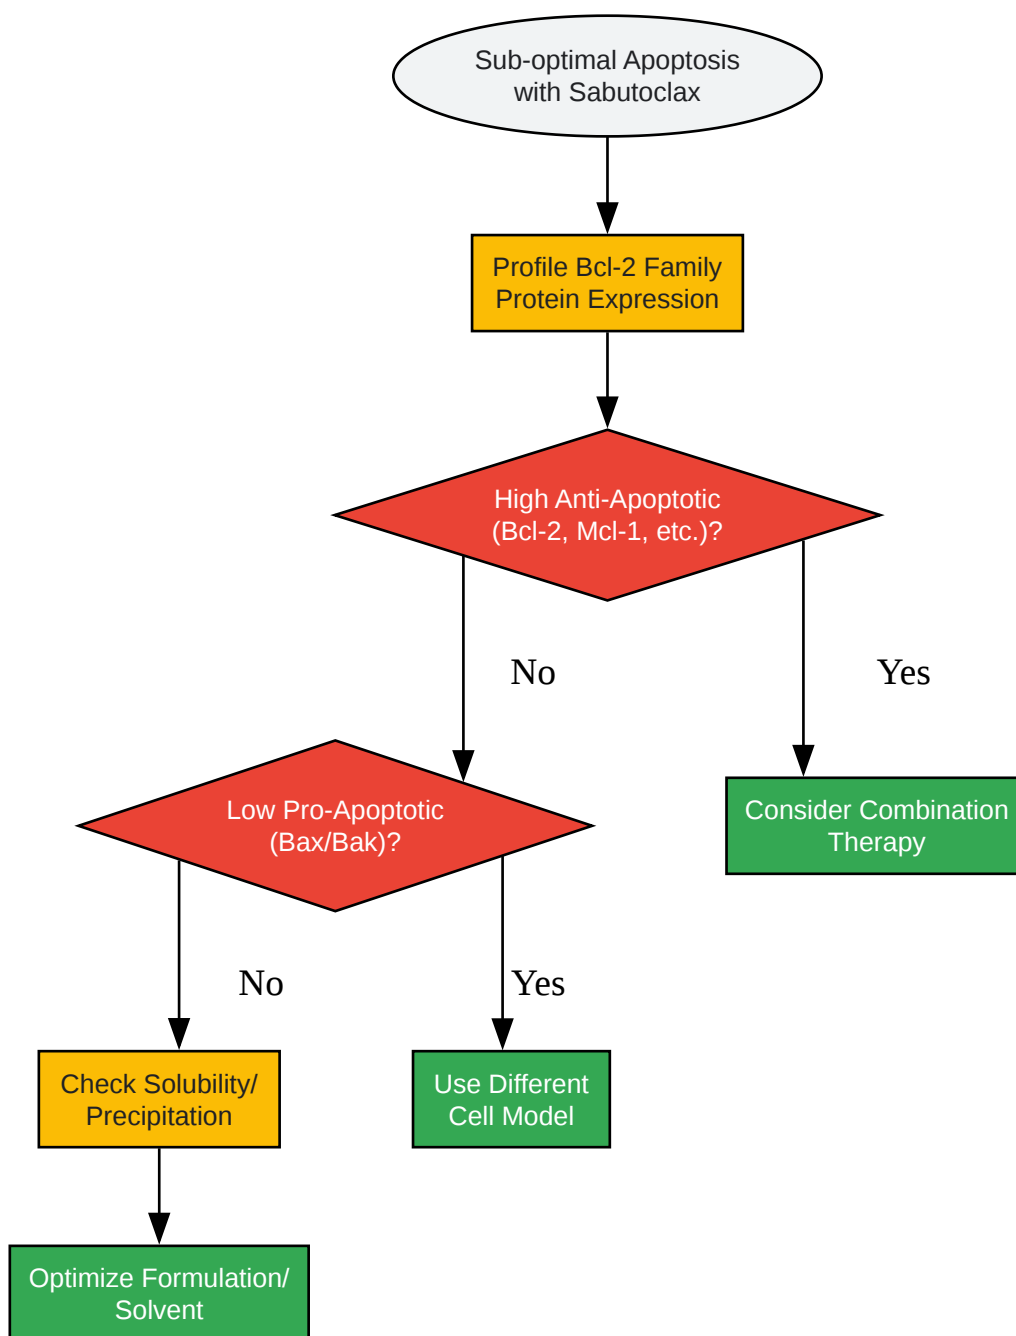 Sub-optimal Apoptosis
with Sabutoclax
Profile Bcl-2 Family
Protein Expression
High Anti-Apoptotic
(Bcl-2, Mcl-1, etc.)?
No
Yes
Low Pro-Apoptotic
(Bax/Bak)?
Consider Combination
Therapy
No
Yes
Check Solubility/
Precipitation
Use Different
Cell Model
Optimize Formulation/
Solvent